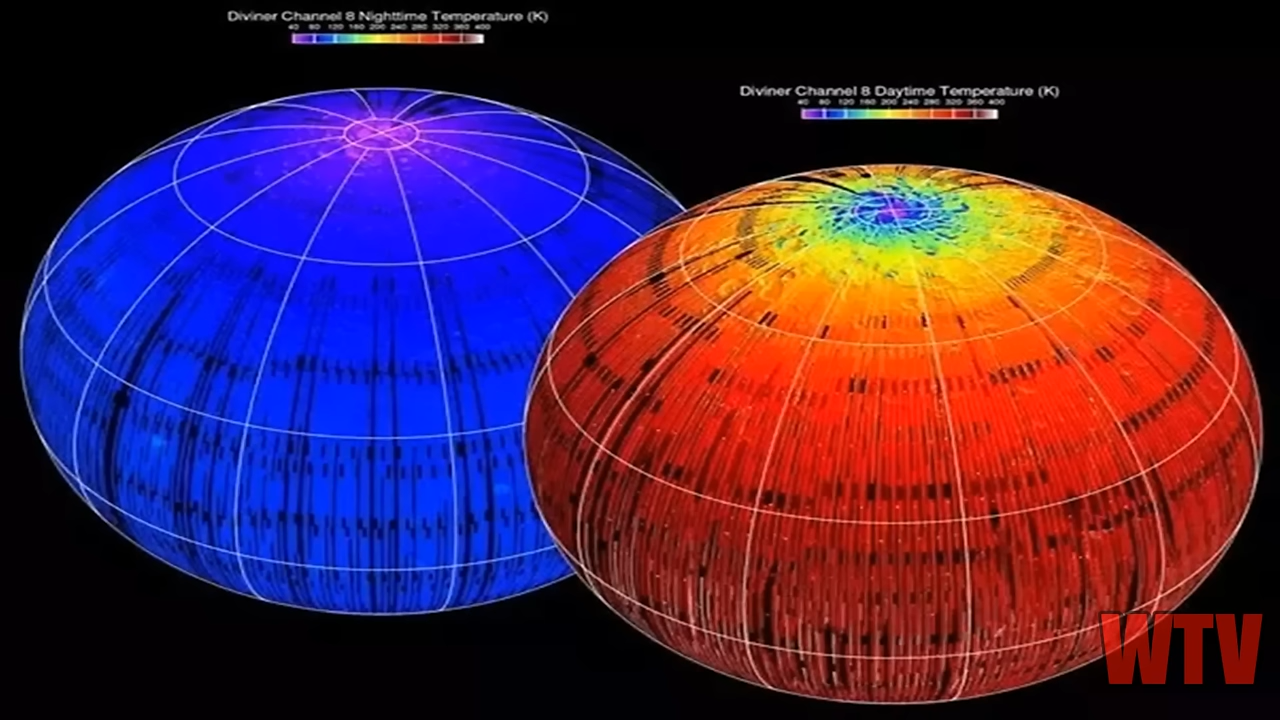 Diviner Channel 8 Nighttime Temperature (K)
40 80 120 160 200 240 280 320 360 400
Diviner Channel 8 Daytime Temperature (K)
40 80 120 160 200 240 280 320 360 400
WTV